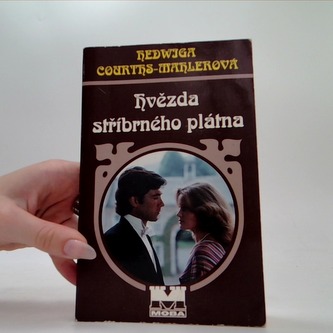 HEDWIGA
COURTHS-MAHLEROVÁ
Hvězda
stříbrného plátna
MOBA